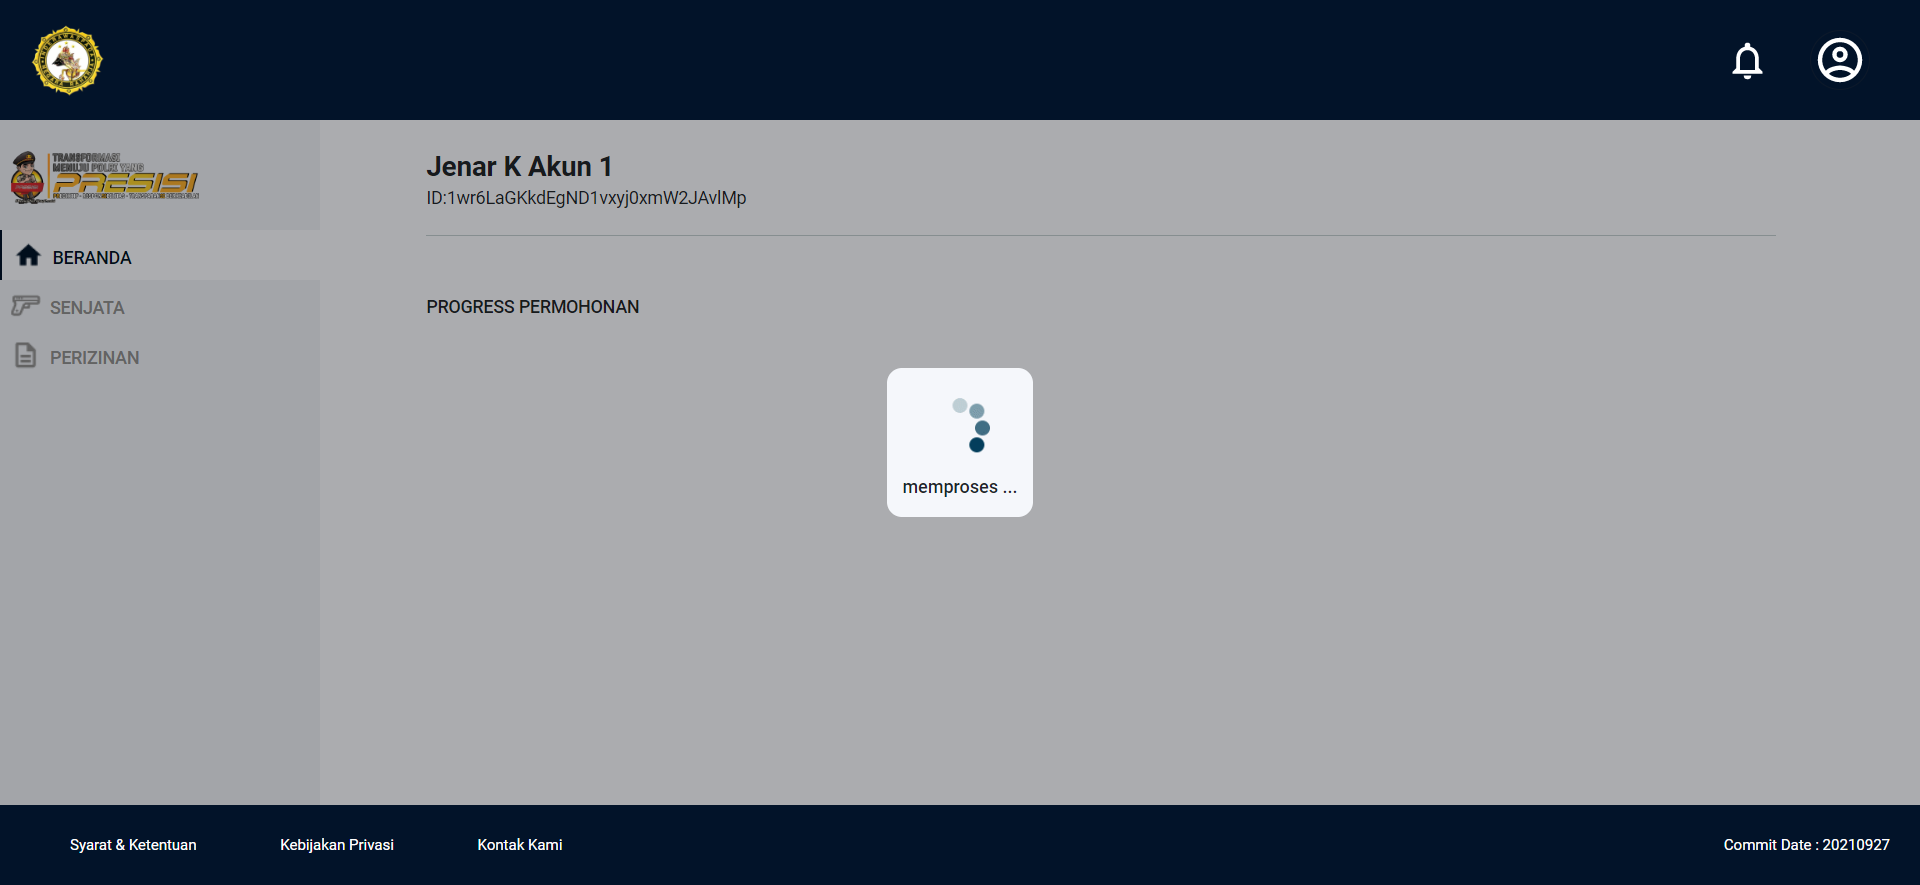 TRANSFORMASI
MENUJU POLRI YANG
PRESISI
Jenar K Akun 1
ID:1wr6LaGKkdEgND1vxyj0xmW2JAvlMp
BERANDA
SENJATA
PERIZINAN
PROGRESS PERMOHONAN
memproses ...
Syarat & Ketentuan
Kebijakan Privasi
Kontak Kami
Commit Date : 20210927